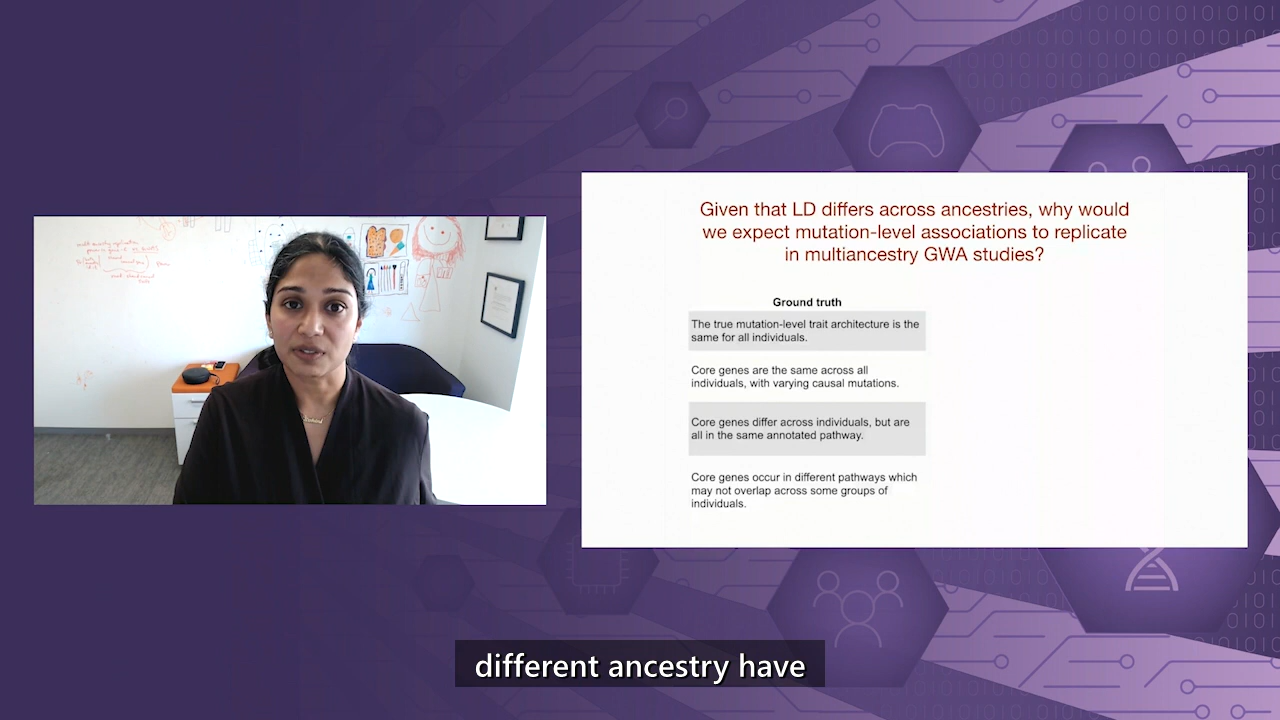 Given that LD differs across ancestries, why would
we expect mutation-level associations to replicate
in multiancestry GWA studies?
Ground truth
The true mutation-level trait architecture is the
same for all individuals.
Core genes are the same across all
individuals, with varying causal mutations.
Core genes differ across individuals, but are
all in the same annotated pathway.
Core genes occur in different pathways which
may not overlap across some groups of
individuals.
different ancestry have